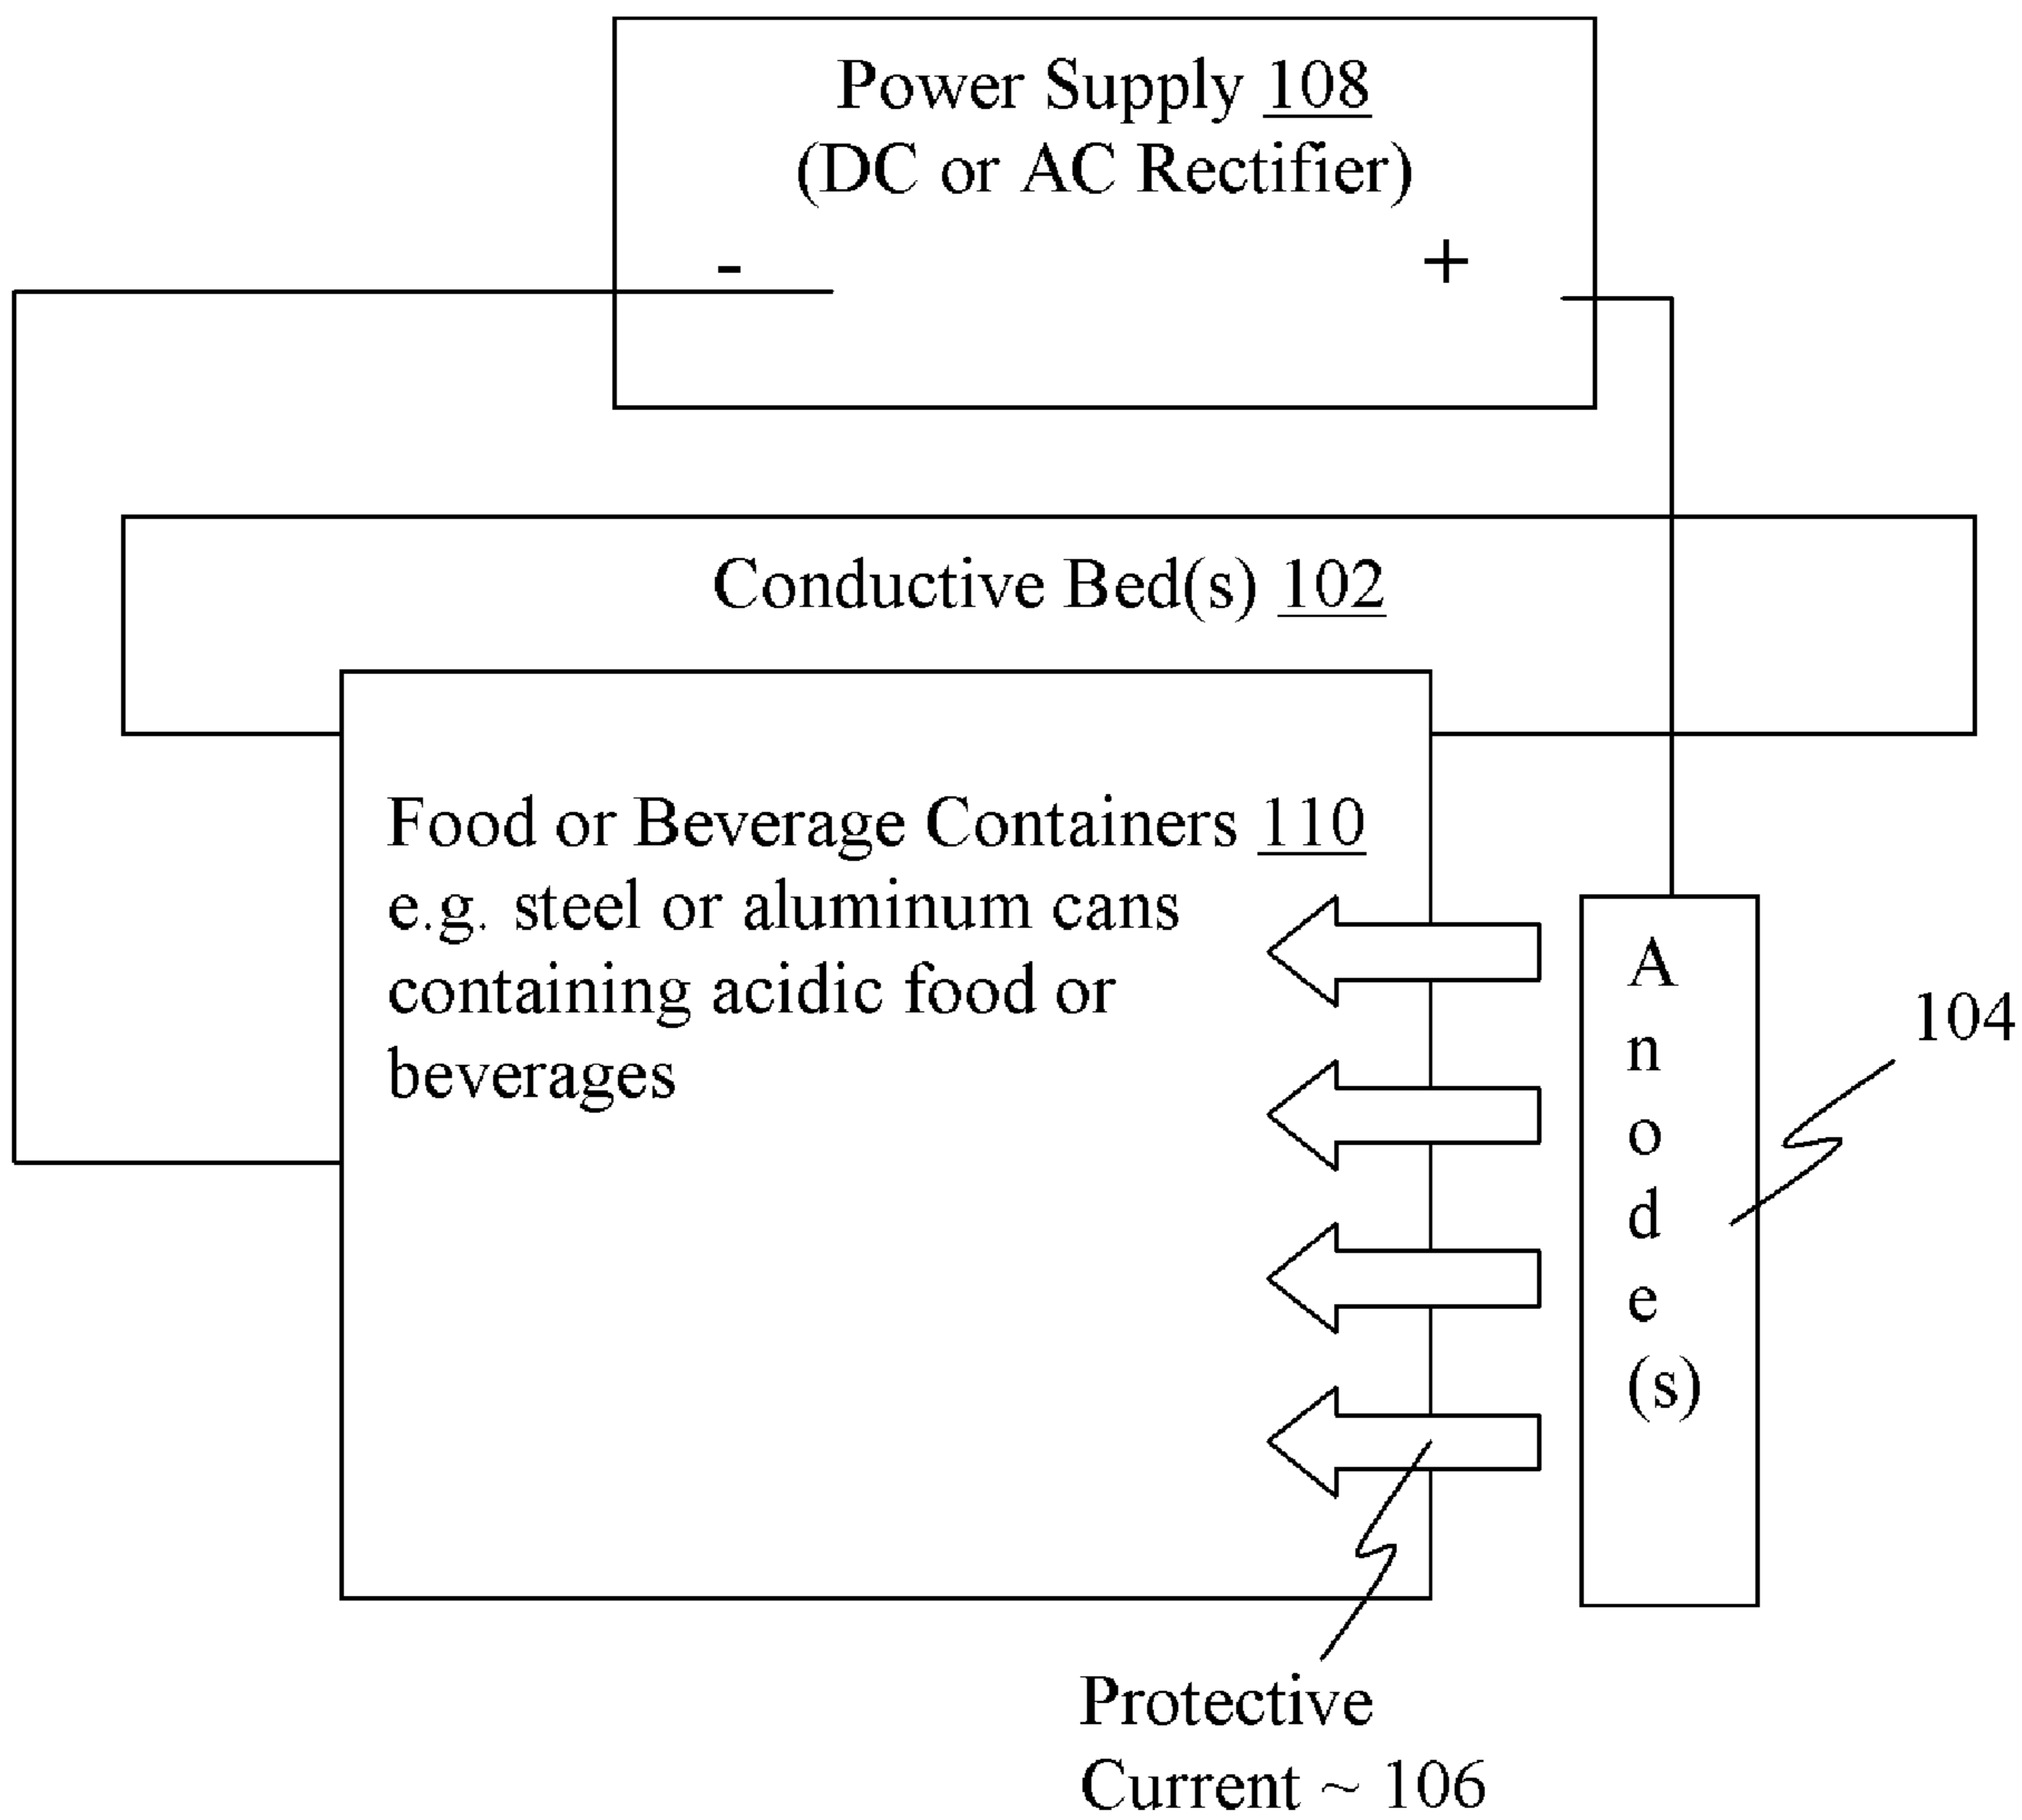 Power Supply 108
(DC or AC Rectifier)
- +
Conductive Bed(s) 102
Food or Beverage Containers 110
e.g. steel or aluminum cans
containing acidic food or
beverages
A
n
o
d
e
(s)
104
Protective
Current ~ 106